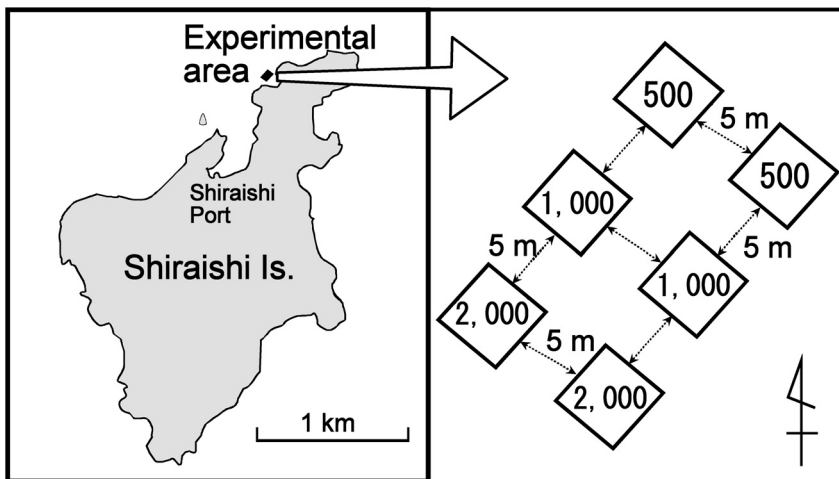 Experimental
area
Shiraishi
Port
Shiraishi Is.
1 km
500
5 m
500
1, 000
5 m
5 m
1, 000
2, 000
5 m
2, 000